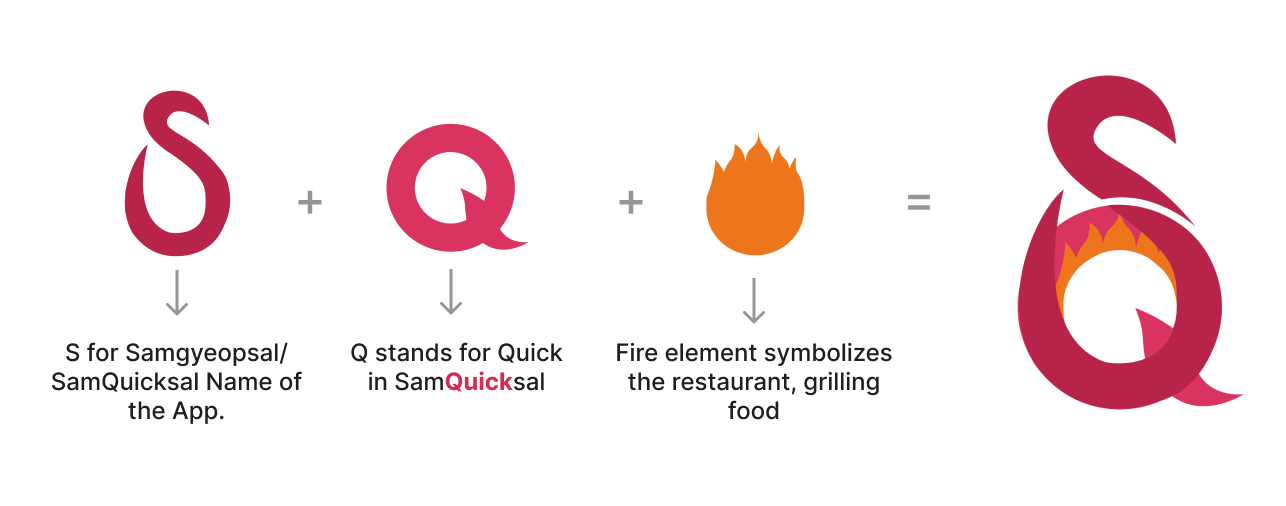 S
+
Q
+
=
S for Samgyeopsal/
SamQuicksal Name of
the App.
Q stands for Quick
in SamQuicksal
Fire element symbolizes
the restaurant, grilling
food